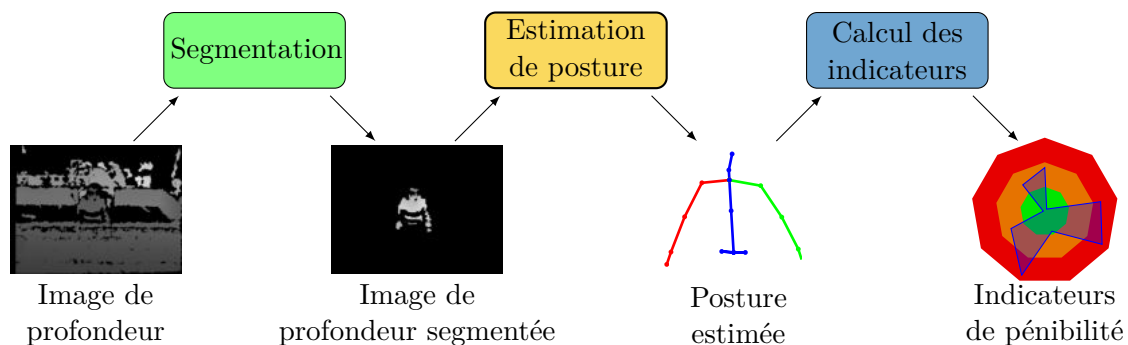 Segmentation
Estimation
de posture
Calcul des
indicateurs
Image de
profondeur
Image de
profondeur segmentée
Posture
estimée
Indicateurs
de pénibilité